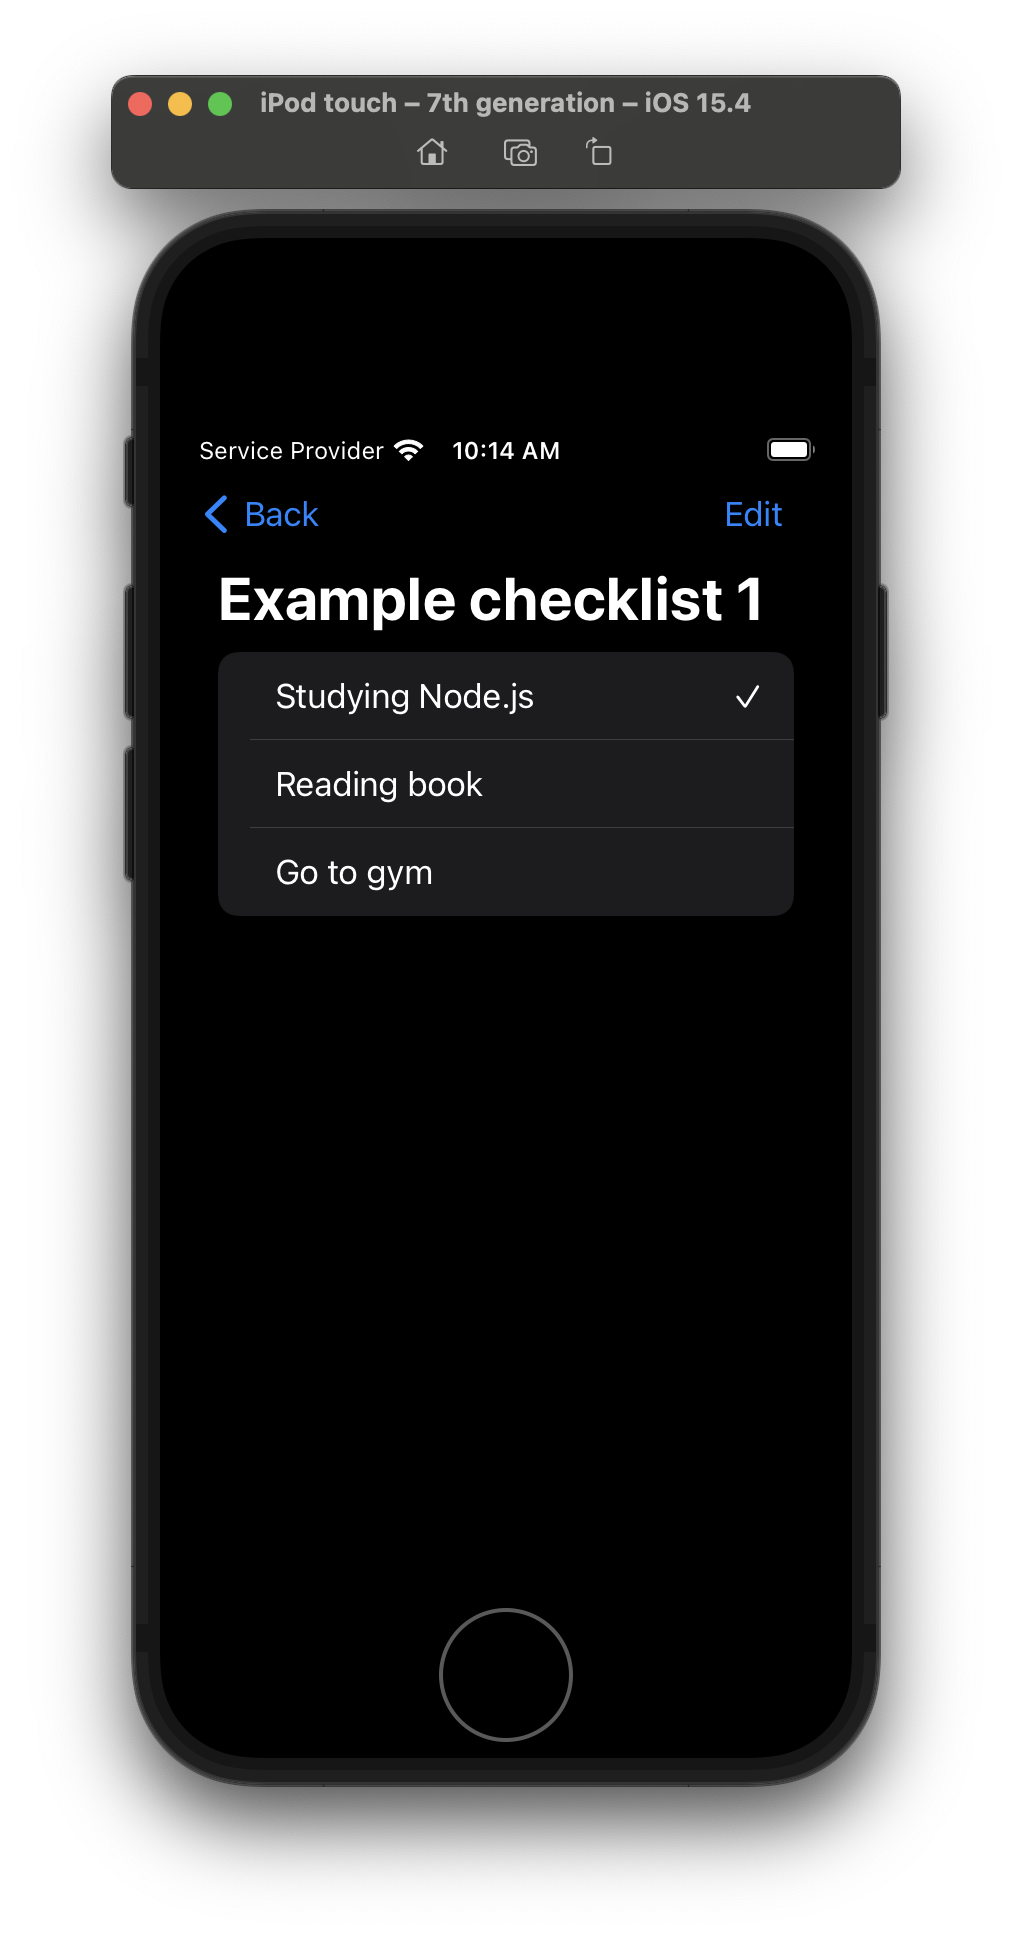 iPod touch – 7th generation – iOS 15.4
Service Provider 10:14 AM
Back Edit
Example checklist 1
Studying Node.js
Reading book
Go to gym